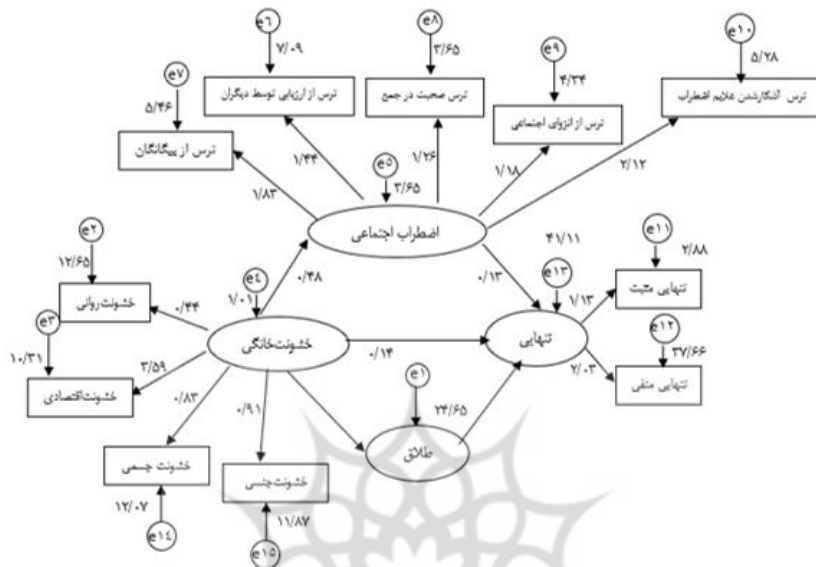 e۶
۷/۰۹
e۸
۳/۶۵
e۹
۴/۳۴
e۱۰
۵/۲۸
e۷
۵/۴۶
ترس آشکارشدن علایم اضطراب
ترس صحبت در جمع
ترس از ارزیابی توسط دیگران
ترس از انزوای اجتماعی
ترس از بیگانگان
۱/۸۳
۱/۴۴
۱/۲۶
۱/۱۸
۲/۱۲
e۵
۳/۶۵
اضطراب اجتماعی
۴۱/۱۱
e۲
۱۲/۶۵
e۴
۱/۰۱
۰/۴۸
۰/۱۳
e۱۳
۱/۱۳
e۱۱
۲/۸۸
تنهایی مثبت
خشونت روانی
۰/۴۴
e۳
۱۰/۳۱
خشونت خانگی
۰/۱۴
تنهایی
e۱۲
۳۷/۶۶
۲/۰۳
تنهایی منفی
خشونت اقتصادی
۳/۵۹
۰/۸۳
۰/۹۱
e۱
۲۴/۶۵
طلاق
خشونت جسمی
خشونت جنسی
۱۲/۰۷
e۱۴
۱۱/۸۷
e۱۵